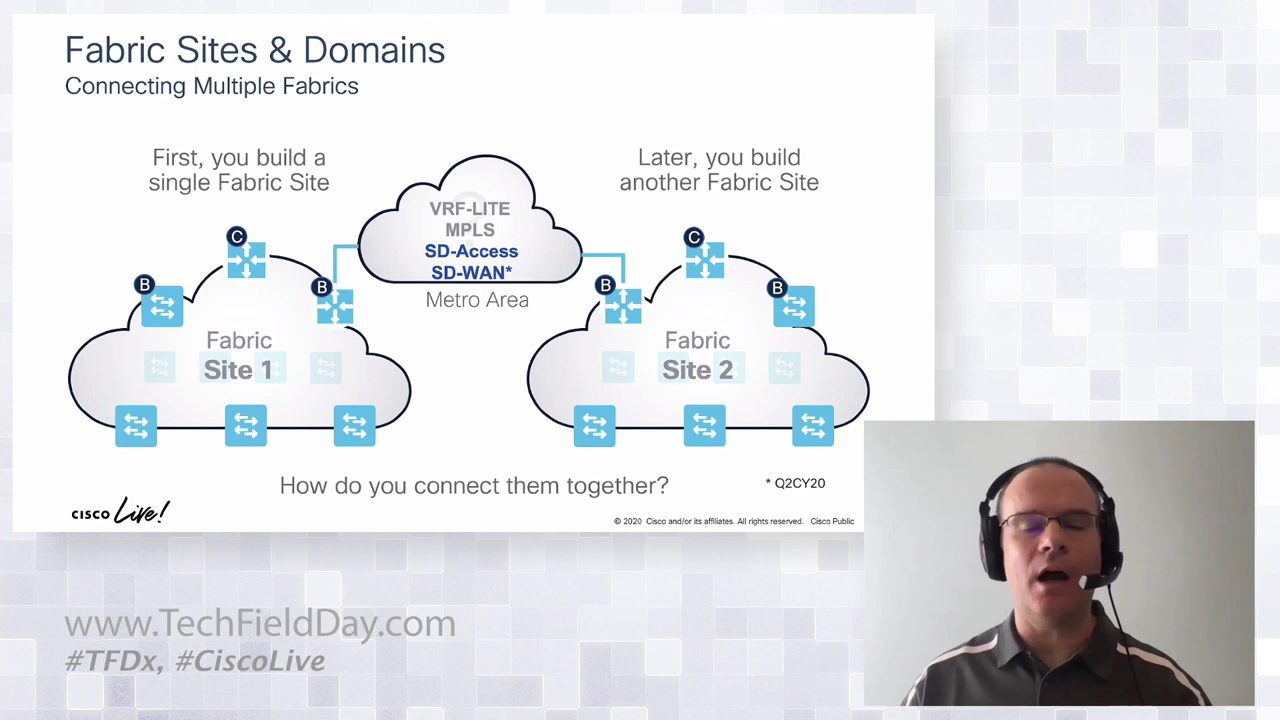 Fabric Sites & Domains
Connecting Multiple Fabrics
First, you build a
single Fabric Site
Later, you build
another Fabric Site
VRF-LITE
MPLS
SD-Access
SD-WAN*
Metro Area
C
B
B
C
B
B
Fabric
Site 1
Fabric
Site 2
How do you connect them together?
* Q2CY20
CISCO Live!
© 2020 Cisco and/or its affiliates. All rights reserved. Cisco Public
www.TechFieldDay.com
#TFDx, #CiscoLive